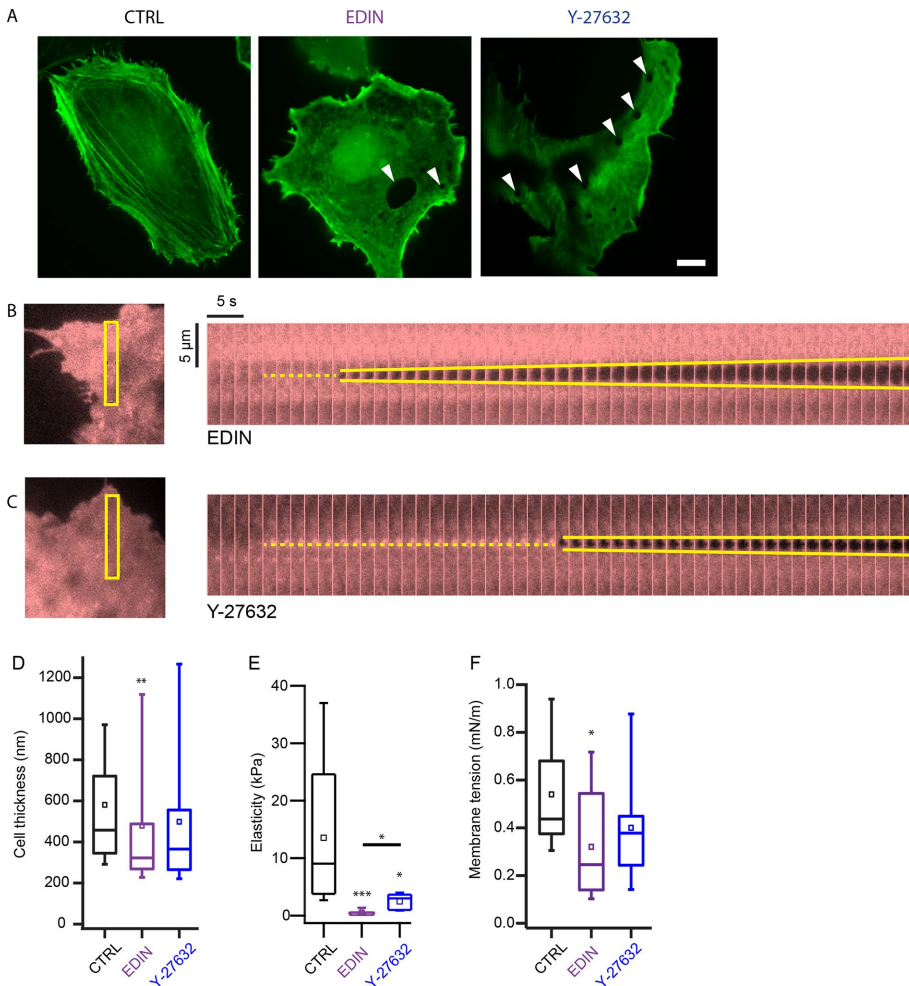 A CTRL EDIN Y-27632
B 5 s
5 µm
EDIN
C
Y-27632
D E F
Cell thickness (nm)
1200
1000
800
600
400
200
0
**
CTRL
EDIN
Y-27632
Elasticity (kPa)
40
30
20
10
0
*
***
*
CTRL
EDIN
Y-27632
Membrane tension (mN/m)
1.0
0.8
0.6
0.4
0.2
0.0
*
CTRL
EDIN
Y-27632